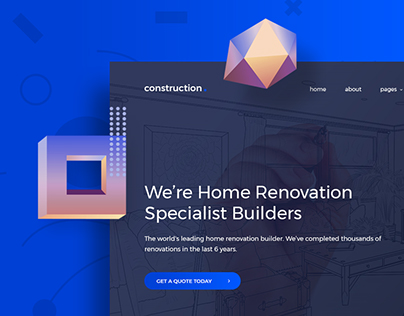 construction.
home about pages
We're Home Renovation
Specialist Builders
The world's leading home renovation builder. We've completed thousands of
renovations in the last 6 years.
GET A QUOTE TODAY